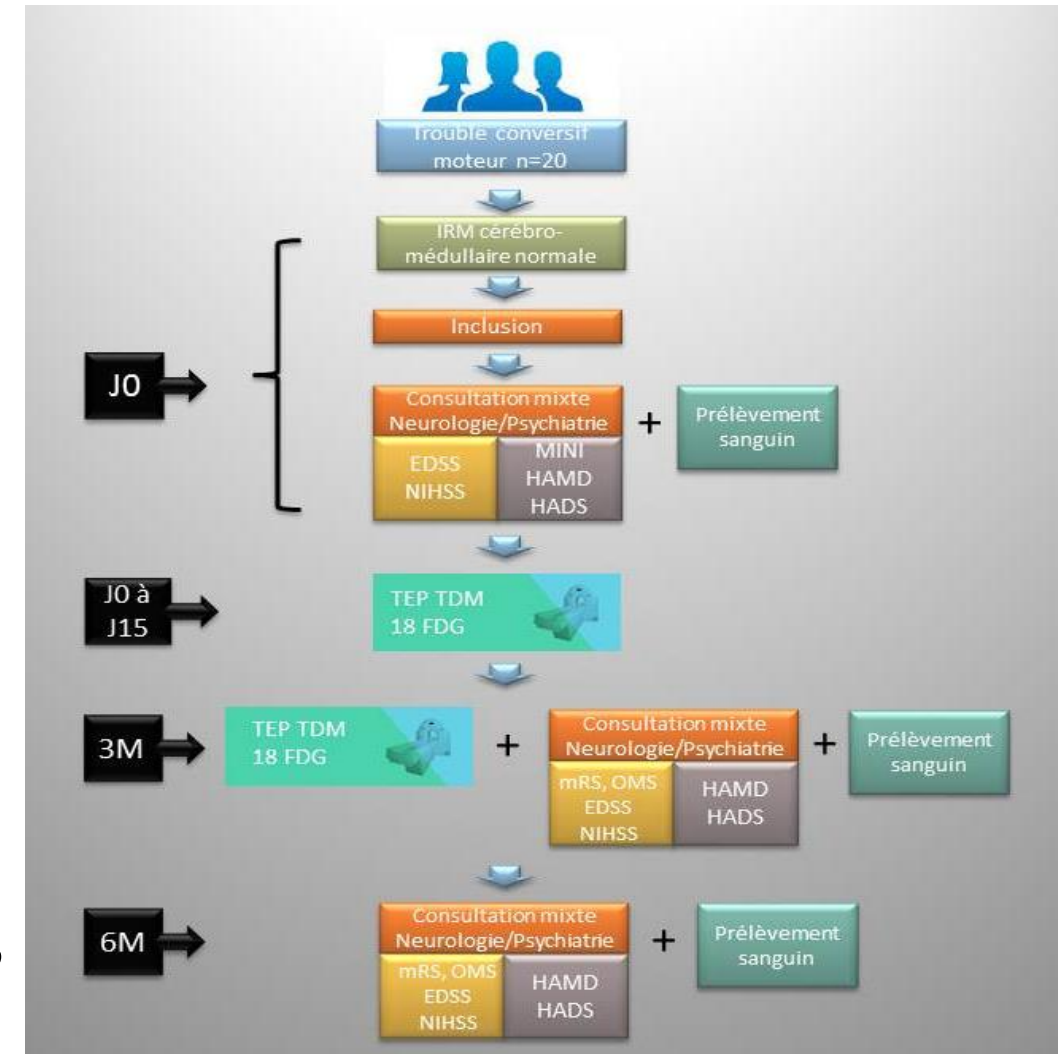 Trouble conversif
moteur n=20
IRM cérébro-
médullaire normale
Inclusion
J0
Consultation mixte
Neurologie/Psychiatrie
EDSS
NIHSS
MINI
HAMD
HADS
+
Prélèvement
sanguin
J0 à
J15
TEP TDM
18 FDG
3M
TEP TDM
18 FDG
+
Consultation mixte
Neurologie/Psychiatrie
mRS, OMS
EDSS
NIHSS
HAMD
HADS
+
Prélèvement
sanguin
6M
Consultation mixte
Neurologie/Psychiatrie
mRS, OMS
EDSS
NIHSS
HAMD
HADS
+
Prélèvement
sanguin